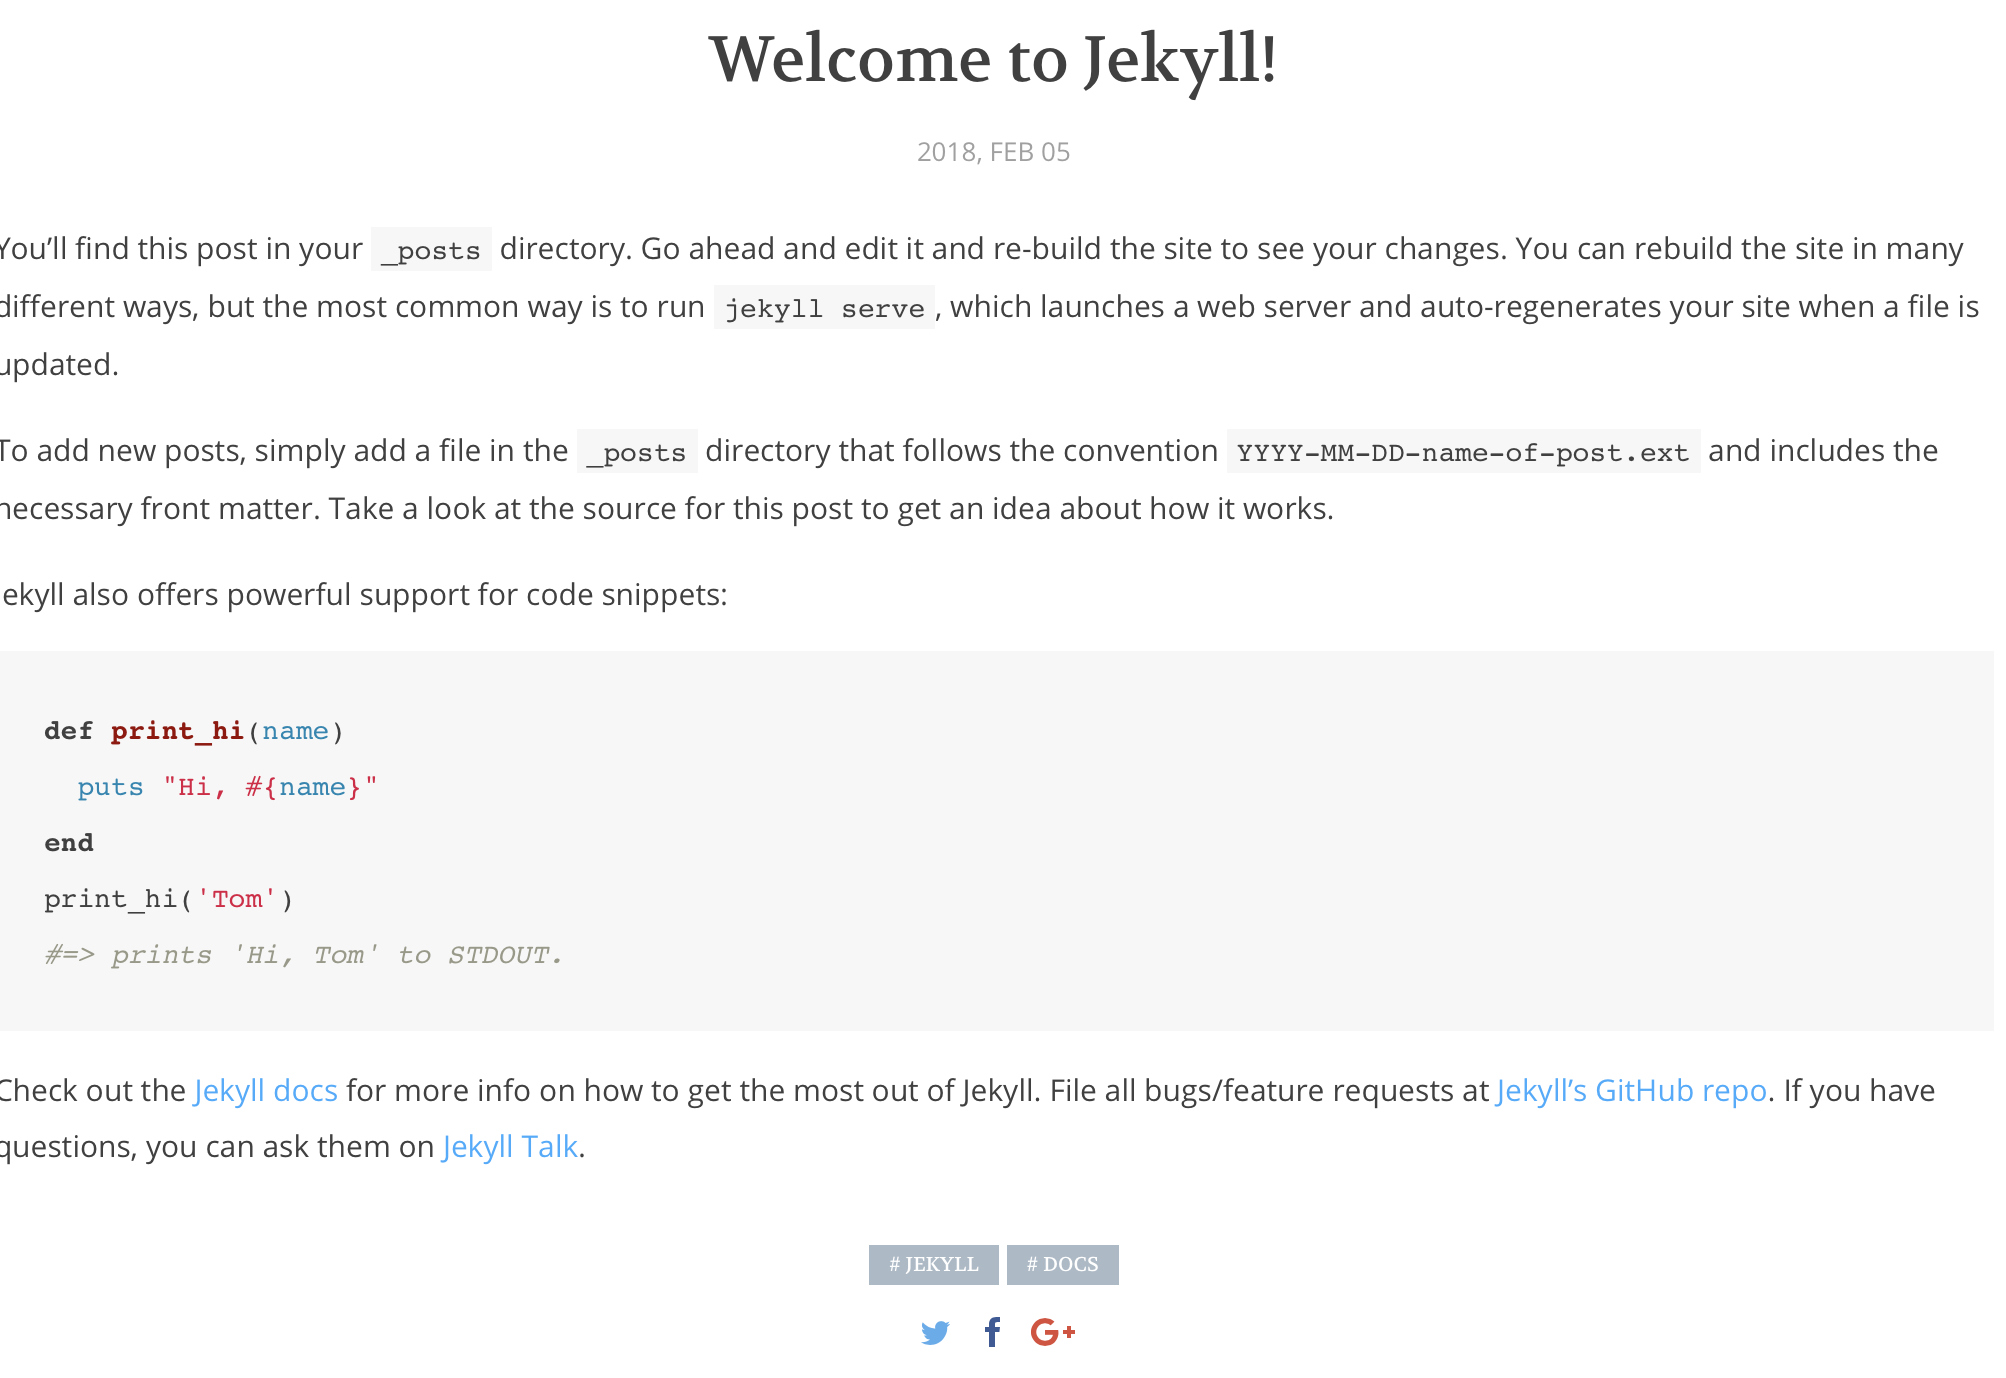 Welcome to Jekyll!
2018, FEB 05
You’ll find this post in your _posts directory. Go ahead and edit it and re-build the site to see your changes. You can rebuild the site in many
different ways, but the most common way is to run jekyll serve, which launches a web server and auto-regenerates your site when a file is
updated.
To add new posts, simply add a file in the _posts directory that follows the convention YYYY-MM-DD-name-of-post.ext and includes the
necessary front matter. Take a look at the source for this post to get an idea about how it works.
Jekyll also offers powerful support for code snippets:
def print_hi(name)
  puts "Hi, #{name}"
end
print_hi('Tom')
#=> prints 'Hi, Tom' to STDOUT.
Check out the Jekyll docs for more info on how to get the most out of Jekyll. File all bugs/feature requests at Jekyll’s GitHub repo. If you have
questions, you can ask them on Jekyll Talk.
# JEKYLL # DOCS
f G+